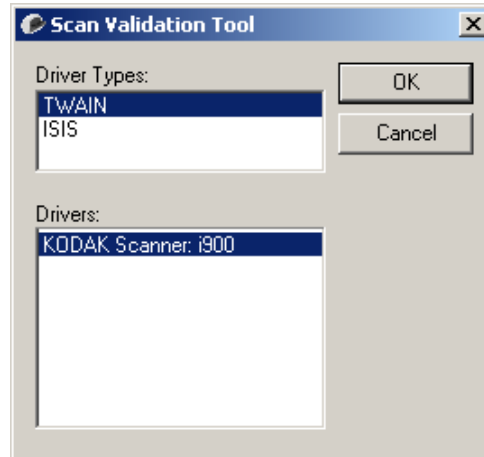 Scan Validation Tool
Driver Types:
TWAIN
ISIS
OK
Cancel
Drivers:
KODAK Scanner: i900